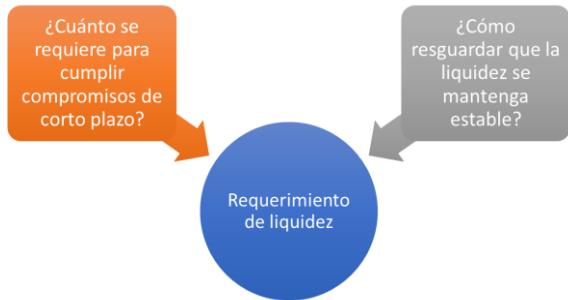 ¿Cuánto se
requiere para
cumplir
compromisos de
corto plazo?
¿Cómo
resguardar que la
liquidez se
mantenga
estable?
Requerimiento
de liquidez